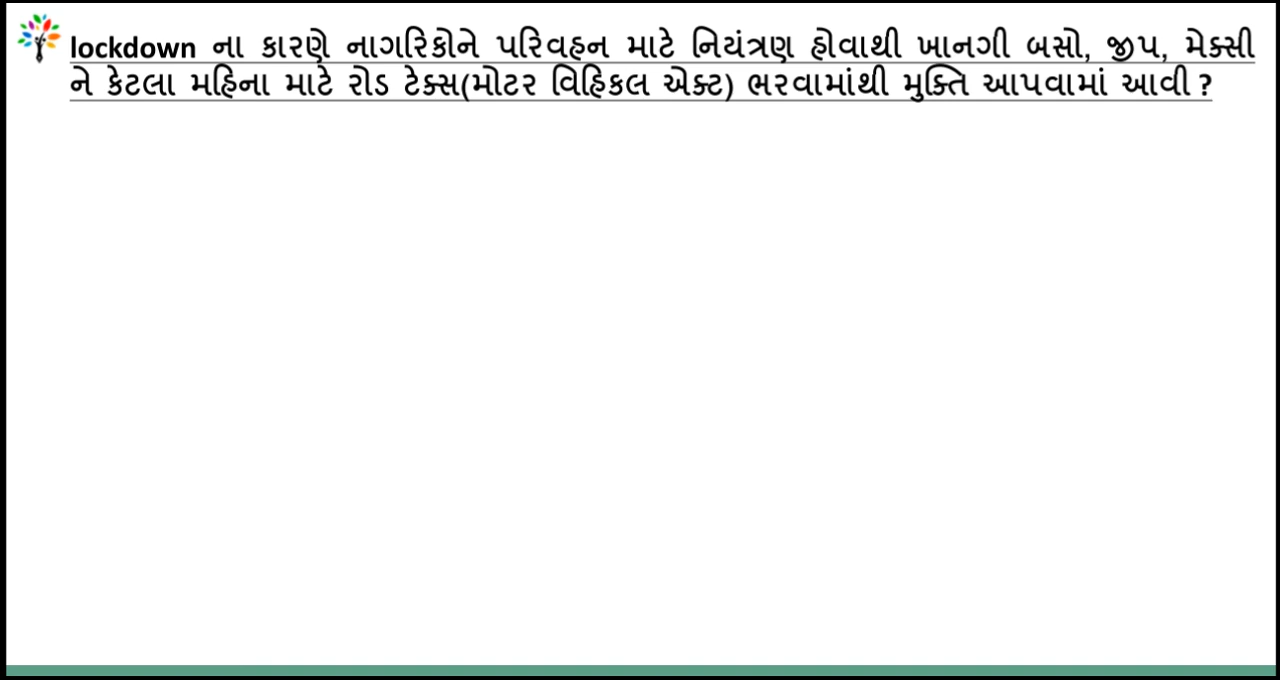 lockdown ના કારણે નાગરિકોને પરિવહન માટે નિયંત્રણ હોવાથી ખાનગી બસો, જીપ, મેક્સી
ને કેટલા મહિના માટે રોડ ટેક્સ(મોટર વિહિકલ એક્ટ) ભરવામાંથી મુક્તિ આપવામાં આવી ?